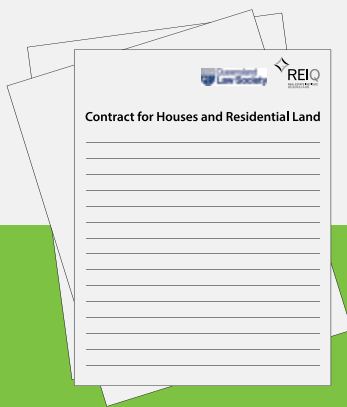 Queensland
Law Society
REIQ
Contract for Houses and Residential Land